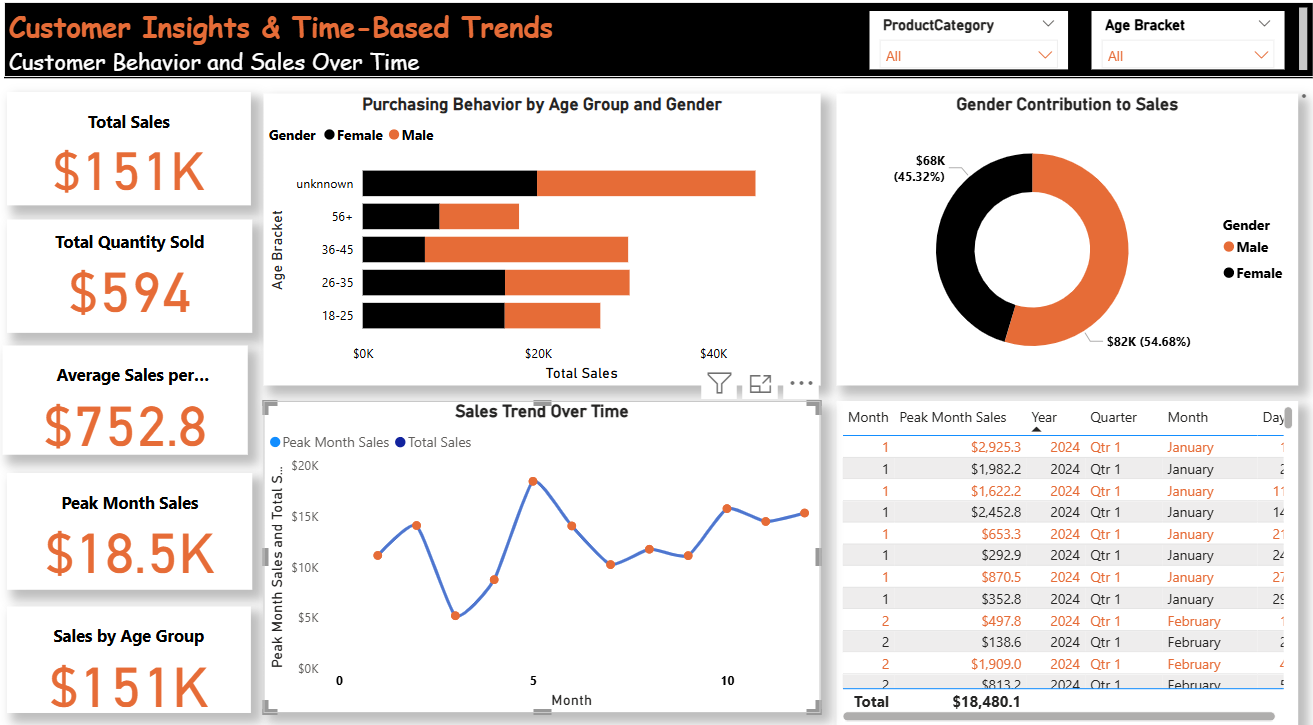 Customer Insights & Time-Based Trends
Customer Behavior and Sales Over Time
ProductCategory
All
Age Bracket
All
Total Sales
$151K
Total Quantity Sold
$594
Average Sales per...
$752.8
Peak Month Sales
$18.5K
Sales by Age Group
$151K
Purchasing Behavior by Age Group and Gender
Gender Female Male
Age Bracket
unknnown
56+
36-45
26-35
18-25
$0K $20K $40K
Total Sales
Gender Contribution to Sales
$68K
(45.32%)
$82K (54.68%)
Gender
Male
Female
Sales Trend Over Time
Peak Month Sales Total Sales
Peak Month Sales and Total S...
$20K
$15K
$10K
$5K
$0K
0 5 10
Month
Month Peak Month Sales Year Quarter Month Day
1 $2,925.3 2024 Qtr 1 January
1 $1,982.2 2024 Qtr 1 January
1 $1,622.2 2024 Qtr 1 January 11
1 $2,452.8 2024 Qtr 1 January 14
1 $653.3 2024 Qtr 1 January 21
1 $292.9 2024 Qtr 1 January 24
1 $870.5 2024 Qtr 1 January 27
1 $352.8 2024 Qtr 1 January 29
2 $497.8 2024 Qtr 1 February
2 $138.6 2024 Qtr 1 February
2 $1,909.0 2024 Qtr 1 February
2 $813.2 2024 Qtr 1 February
Total $18,480.1